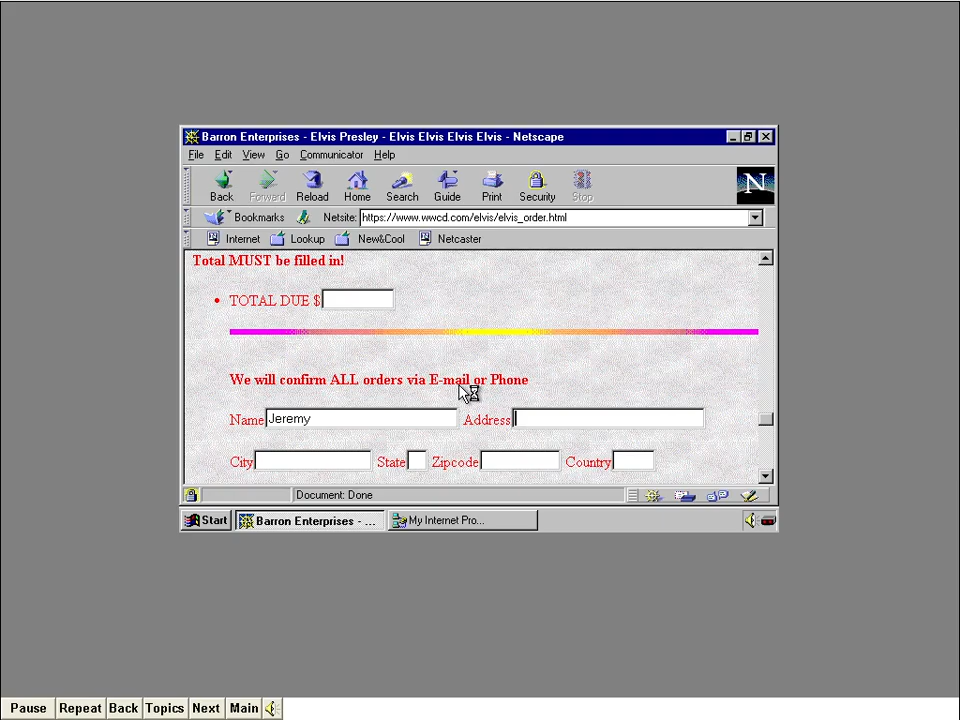 Barron Enterprises - Elvis Presley - Elvis Elvis Elvis Elvis - Netscape
File Edit View Go Communicator Help
Back Forward Reload Home Search Guide Print Security Stop
N
Bookmarks Netsite: https://www.wwcd.com/elvis/elvis_order.html
Internet Lookup New&Cool Netcaster
Total MUST be filled in!
• TOTAL DUE $
We will confirm ALL orders via E-mail or Phone
Name Jeremy Address
City State Zipcode Country
Document: Done
Start Barron Enterprises - ... My Internet Pro...
Pause Repeat Back Topics Next Main